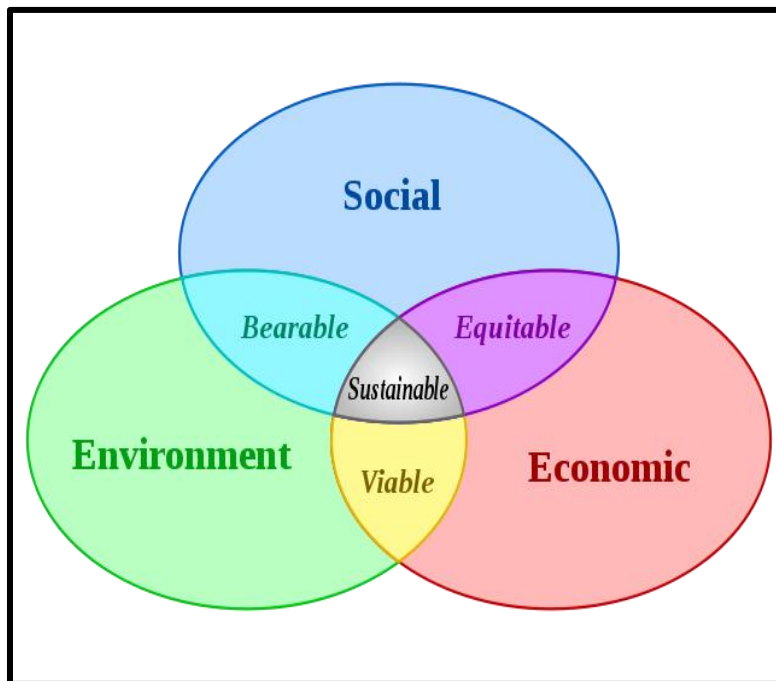 Social
Bearable
Equitable
Sustainable
Environment
Economic
Viable